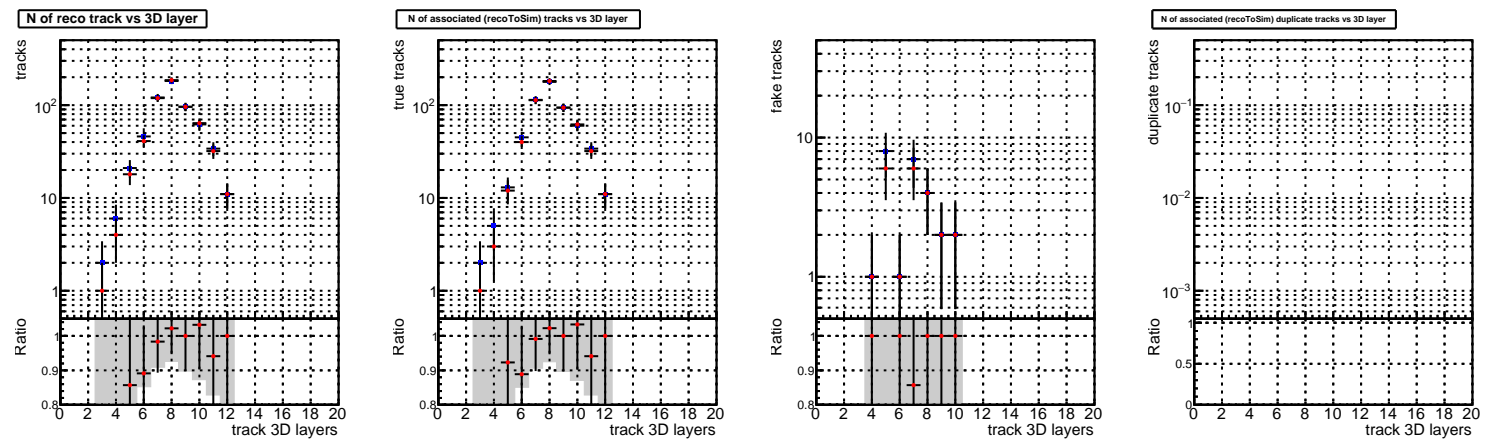 N of reco track vs 3D layer
tracks
10²
10
1
Ratio
1
0.9
0.8
0 2 4 6 8 10 12 14 16 18 20
track 3D layers
N of associated (recoToSim) tracks vs 3D layer
true tracks
10²
10
1
Ratio
1
0.9
0.8
0 2 4 6 8 10 12 14 16 18 20
track 3D layers
fake tracks
10
1
Ratio
1
0.9
0.8
0 2 4 6 8 10 12 14 16 18 20
track 3D layers
N of associated (recoToSim) duplicate tracks vs 3D layer
duplicate tracks
10⁻¹
10⁻²
10⁻³
Ratio
1
0.5
0
0 2 4 6 8 10 12 14 16 18 20
track 3D layers